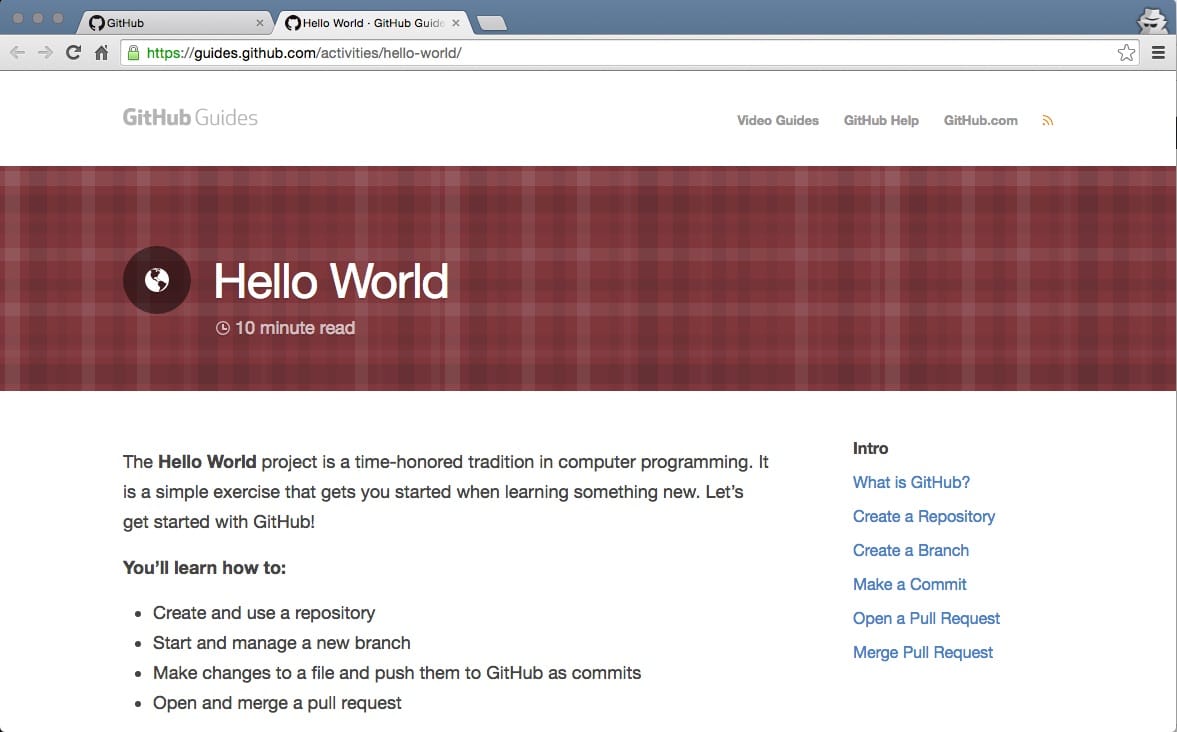 GitHub
Hello World · GitHub Guide
https://guides.github.com/activities/hello-world/
GitHub Guides
Video Guides
GitHub Help
GitHub.com
Hello World
10 minute read
The Hello World project is a time-honored tradition in computer programming. It
is a simple exercise that gets you started when learning something new. Let’s
get started with GitHub!
You’ll learn how to:
• Create and use a repository
• Start and manage a new branch
• Make changes to a file and push them to GitHub as commits
• Open and merge a pull request
Intro
What is GitHub?
Create a Repository
Create a Branch
Make a Commit
Open a Pull Request
Merge Pull Request